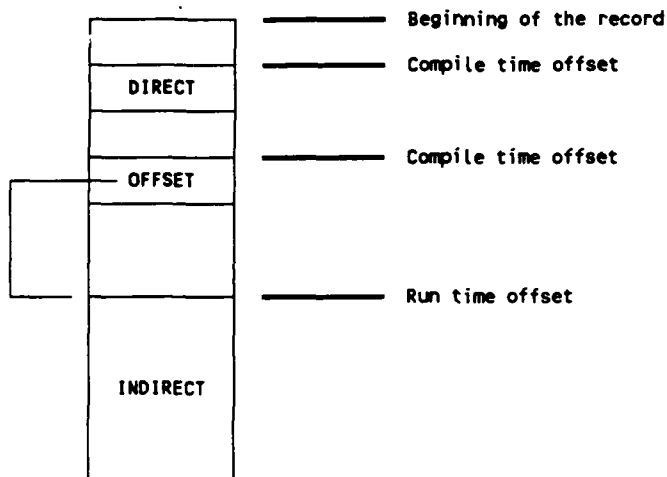 Beginning of the record
Compile time offset
DIRECT
Compile time offset
OFFSET
Run time offset
INDIRECT